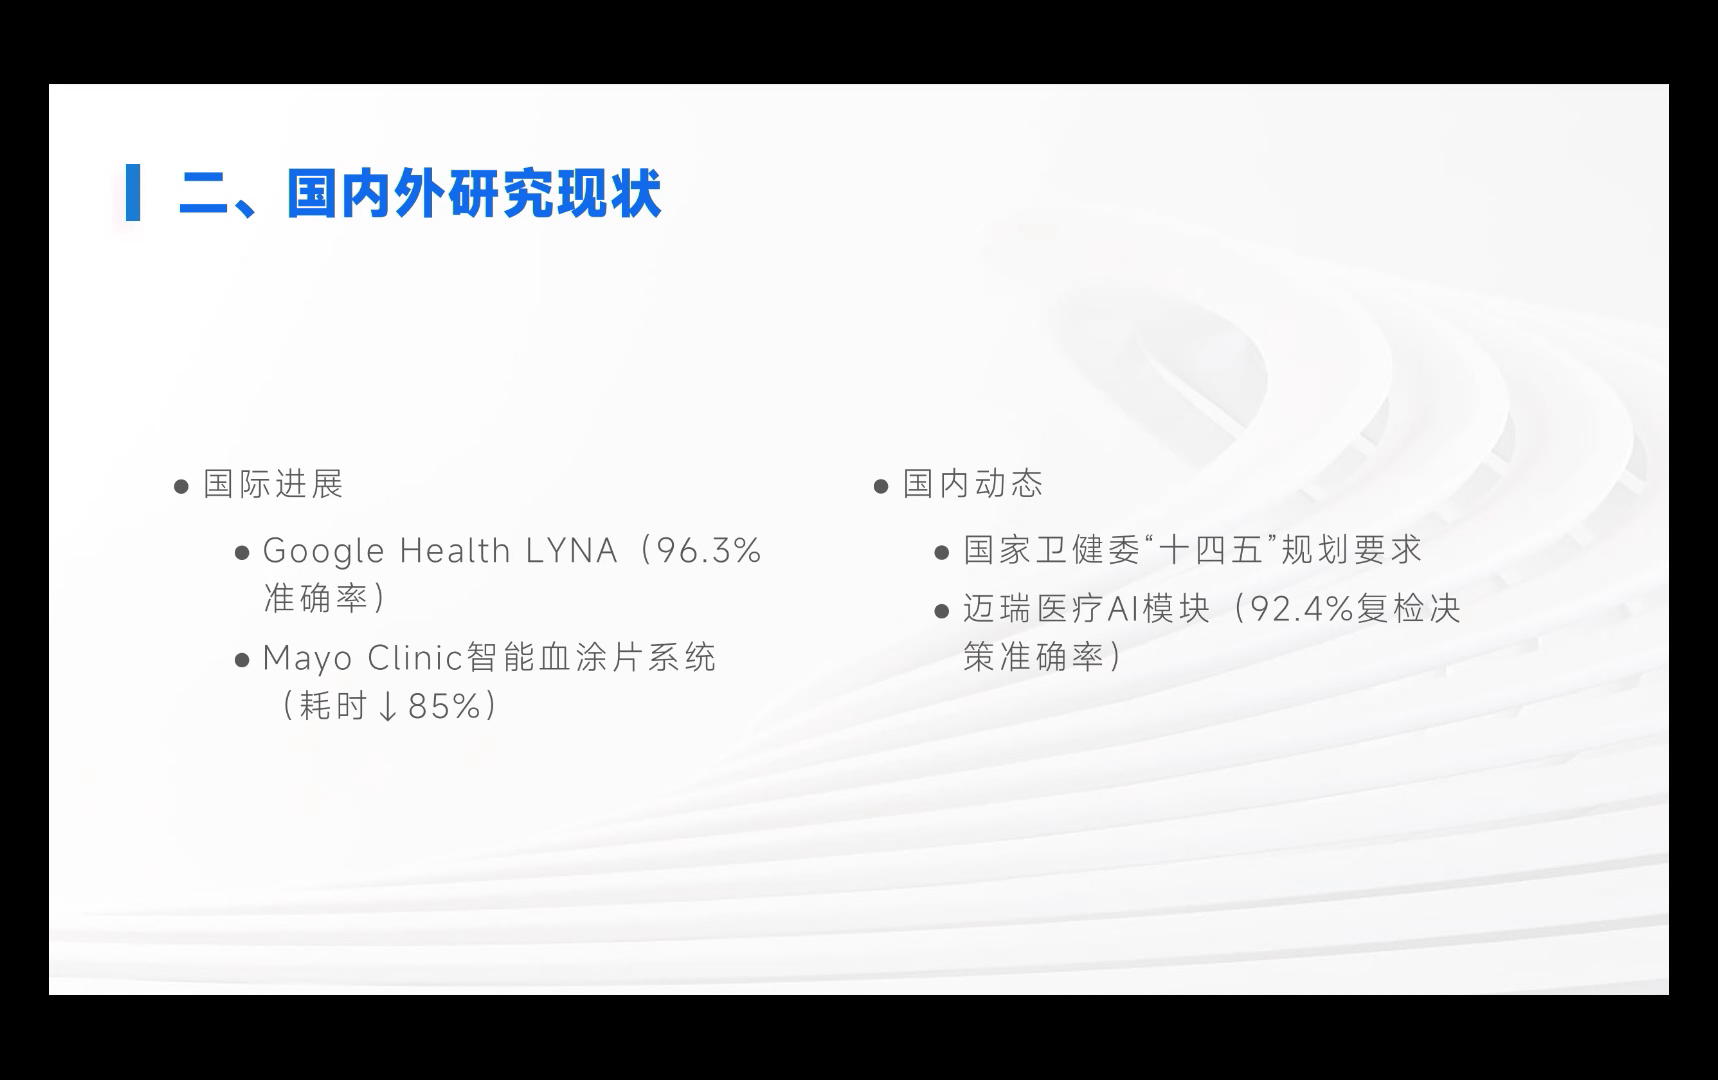 二、国内外研究现状
● 国际进展
● Google Health LYNA（96.3%
准确率）
● Mayo Clinic智能血涂片系统
（耗时↓85%）
● 国内动态
● 国家卫健委“十四五”规划要求
● 迈瑞医疗AI模块（92.4%复检决
策准确率）